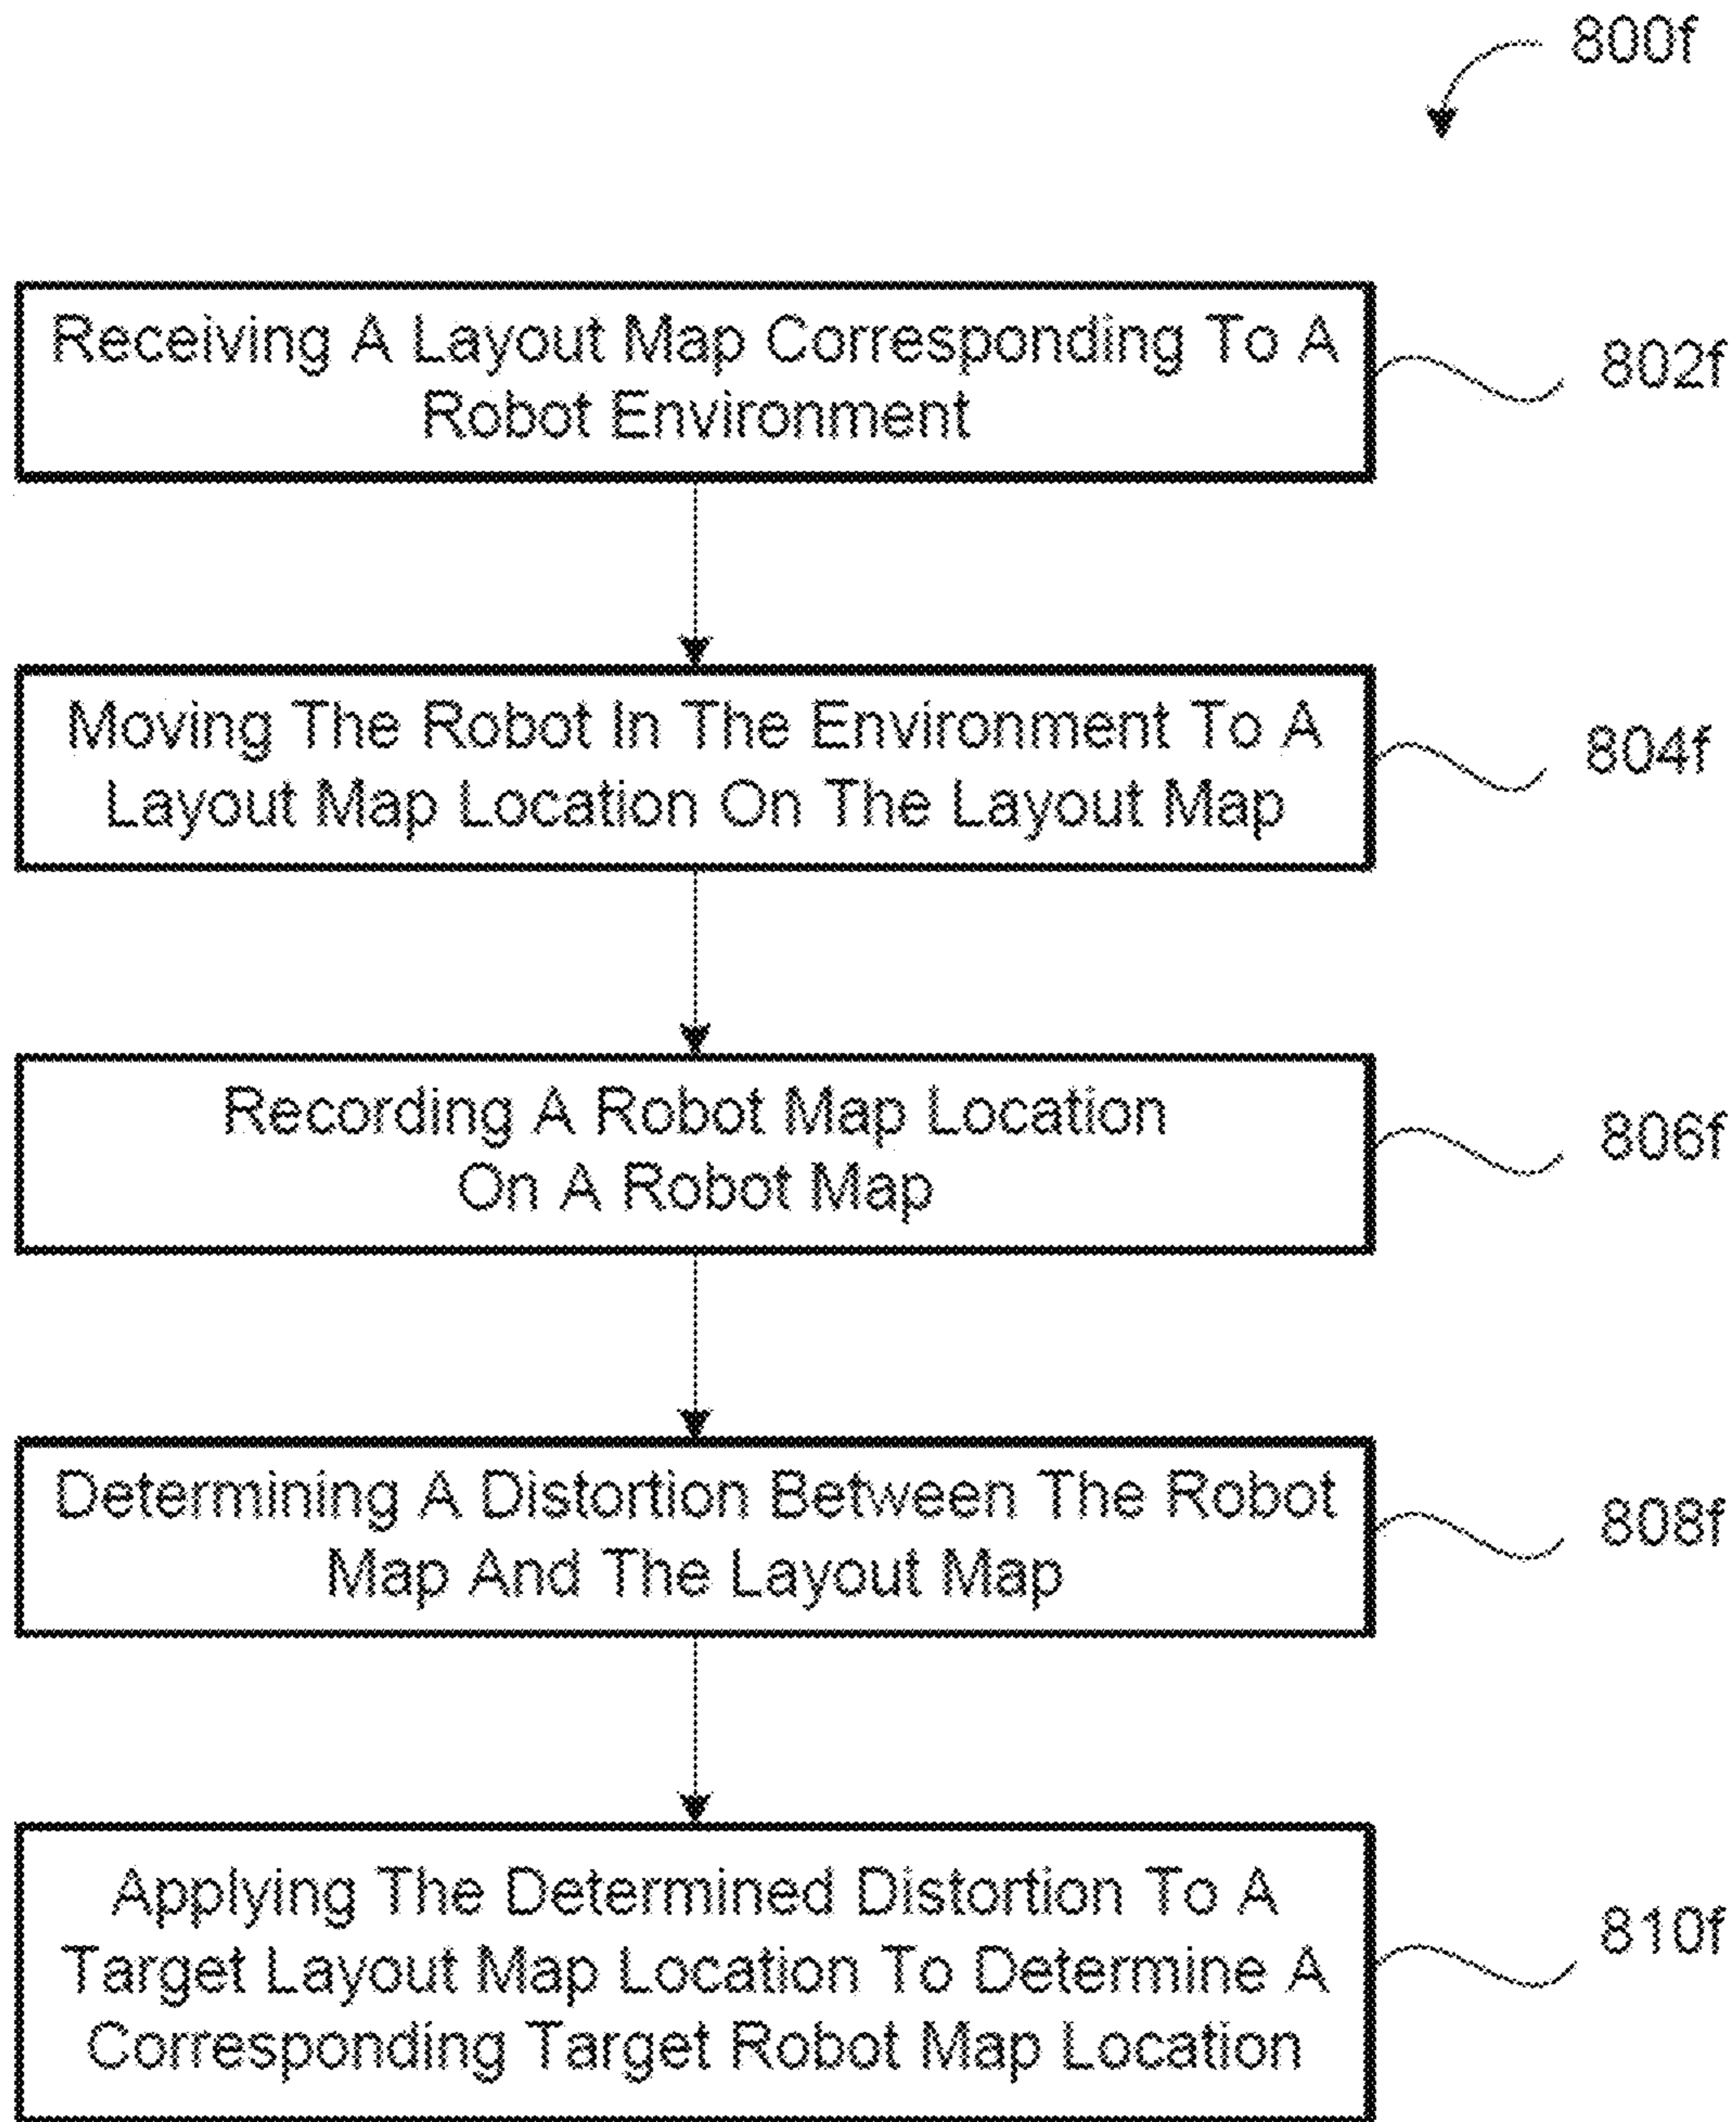 800f
Receiving A Layout Map Corresponding To A
Robot Environment
802f
Moving The Robot In The Environment To A
Layout Map Location On The Layout Map
804f
Recording A Robot Map Location
On A Robot Map
806f
Determining A Distortion Between The Robot
Map And The Layout Map
808f
Applying The Determined Distortion To A
Target Layout Map Location To Determine A
Corresponding Target Robot Map Location
810f